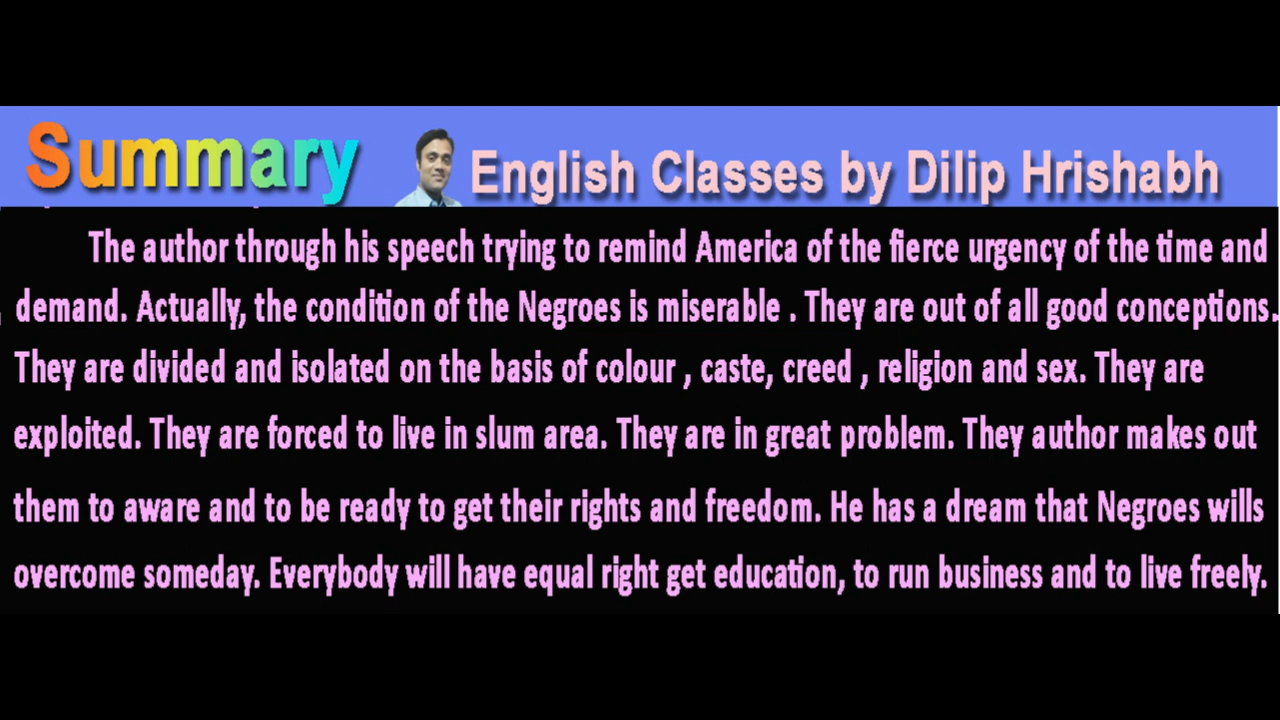 Summary English Classes by Dilip Hrishabh
The author through his speech trying to remind America of the fierce urgency of the time and
demand. Actually, the condition of the Negroes is miserable . They are out of all good conceptions.
They are divided and isolated on the basis of colour , caste, creed , religion and sex. They are
exploited. They are forced to live in slum area. They are in great problem. They author makes out
them to aware and to be ready to get their rights and freedom. He has a dream that Negroes wills
overcome someday. Everybody will have equal right get education, to run business and to live freely.